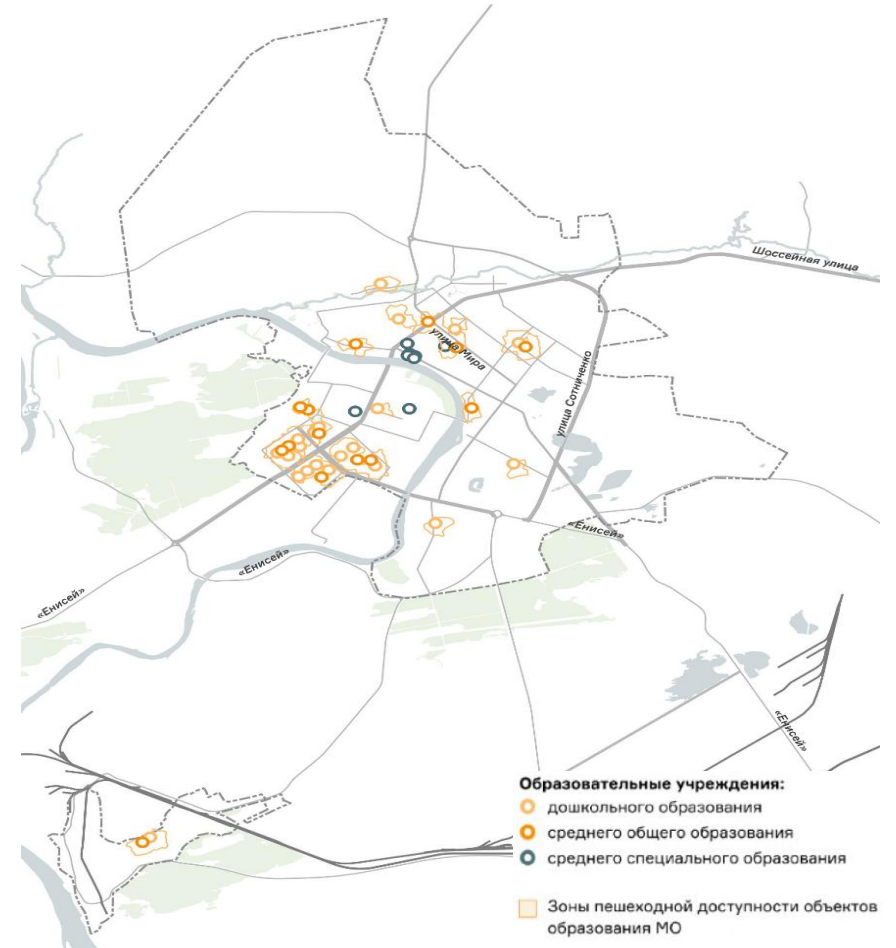 Шоссейная улица
улица Мира
улица Сотниченко
«Енисей»
«Енисей»
«Енисей»
«Енисей»
Образовательные учреждения:
дошкольного образования
среднего общего образования
среднего специального образования
Зоны пешеходной доступности объектов
образования МО